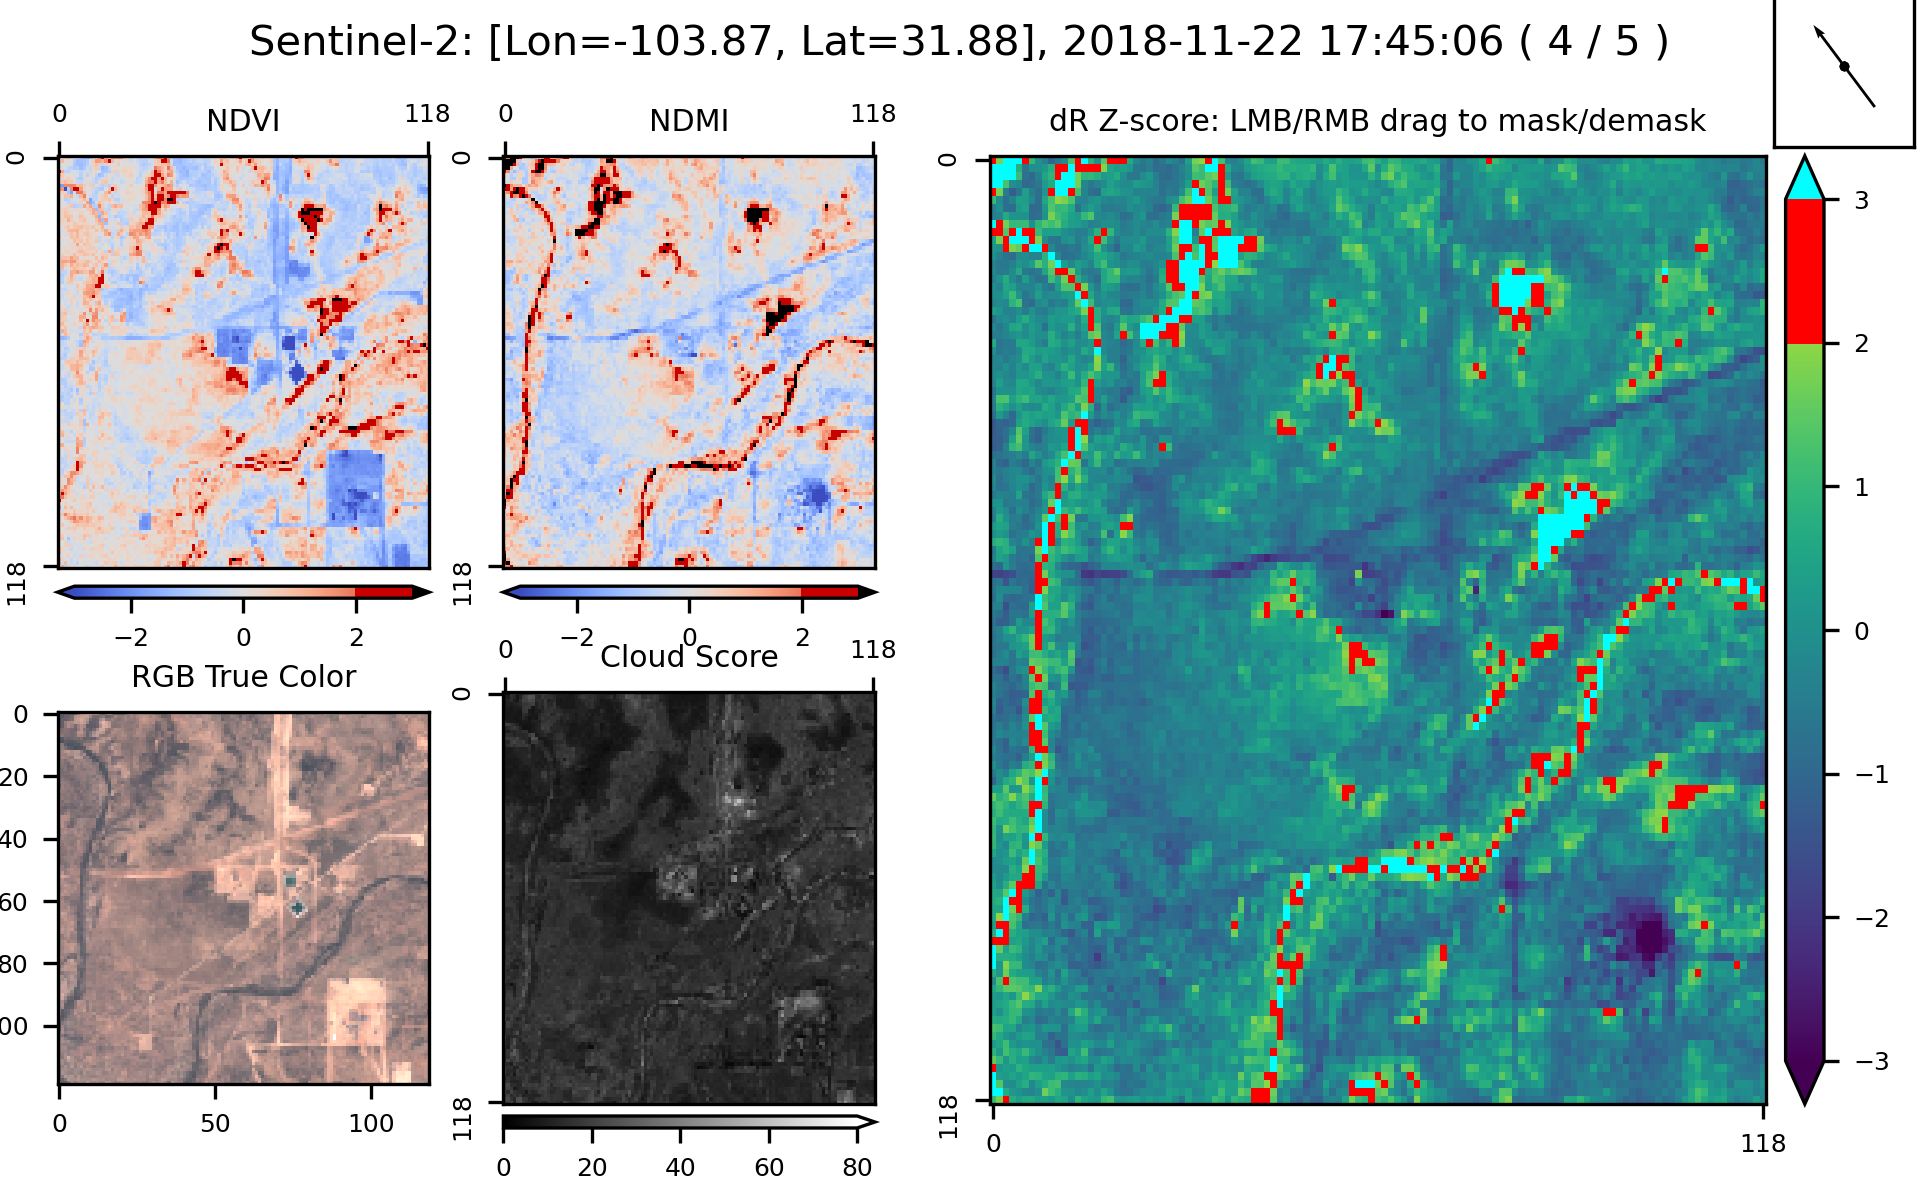 Sentinel-2: [Lon=-103.87, Lat=31.88], 2018-11-22 17:45:06 ( 4 / 5 )
0 118
NDVI
0
118
−2 0 2
0 118
NDMI
0
118
−2 0 2
dR Z-score: LMB/RMB drag to mask/demask
0
118
0 118
3
2
1
0
−1
−2
−3
RGB True Color
0
20
40
60
80
00
0 50 100
0 118
Cloud Score
0
118
0 20 40 60 80